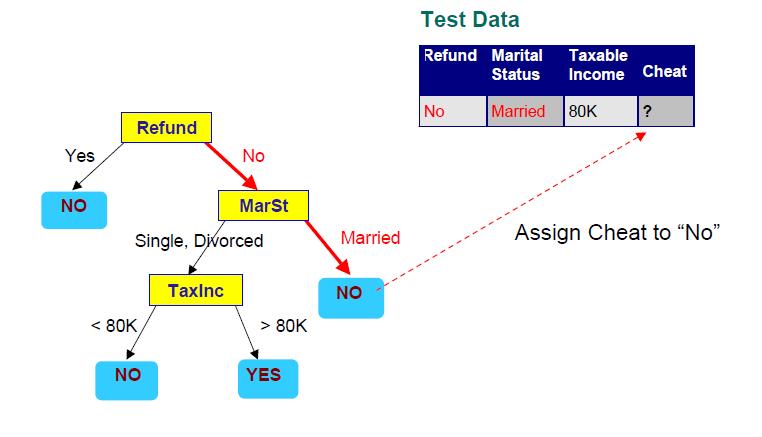 Test Data
Refund Marital Status Taxable Income Cheat
No Married 80K ?
Refund
Yes No
NO MarSt
Single, Divorced Married
Assign Cheat to “No”
TaxInc NO
< 80K > 80K
NO YES